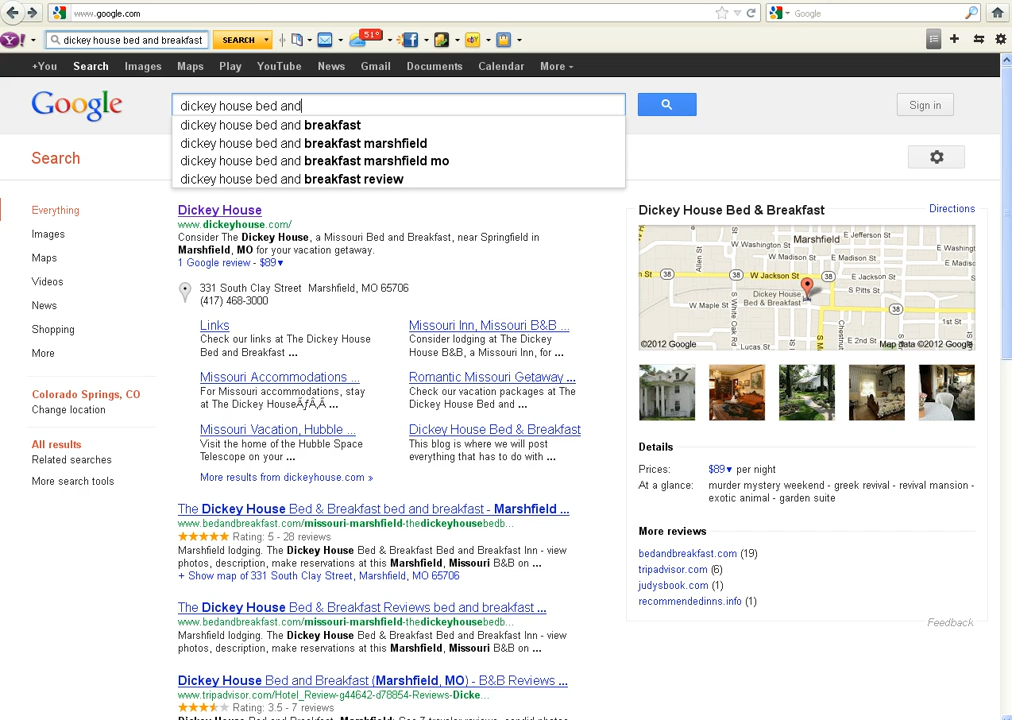 www.google.com
Google
dickey house bed and breakfast
SEARCH
51°
+You Search Images Maps Play YouTube News Gmail Documents Calendar More
Google
dickey house bed and
Sign in
dickey house bed and breakfast
dickey house bed and breakfast marshfield
dickey house bed and breakfast marshfield mo
dickey house bed and breakfast review
Search
Everything
Images
Maps
Videos
News
Shopping
More
Colorado Springs, CO
Change location
All results
Related searches
More search tools
Dickey House
www.dickeyhouse.com/
Consider The Dickey House, a Missouri Bed and Breakfast, near Springfield in
Marshfield, MO for your vacation getaway.
1 Google review - $89▾
331 South Clay Street Marshfield, MO 65706
(417) 468-3000
Links
Check our links at The Dickey House
Bed and Breakfast ...
Missouri Inn, Missouri B&B ...
Consider lodging at The Dickey
House B&B, a Missouri Inn, for ...
Missouri Accommodations ...
For Missouri accommodations, stay
at The Dickey HouseÃƒÂ‚Â ...
Romantic Missouri Getaway ...
Check our vacation packages at The
Dickey House Bed and ...
Missouri Vacation, Hubble ...
Visit the home of the Hubble Space
Telescope on your ...
Dickey House Bed & Breakfast
This blog is where we will post
everything that has to do with ...
More results from dickeyhouse.com »
The Dickey House Bed & Breakfast bed and breakfast - Marshfield ...
www.bedandbreakfast.com/missouri-marshfield-thedickeyhousebedb...
Rating: 5 - 28 reviews
Marshfield lodging. The Dickey House Bed & Breakfast Bed and Breakfast Inn - view
photos, description, make reservations at this Marshfield, Missouri B&B on ...
+ Show map of 331 South Clay Street, Marshfield, MO 65706
The Dickey House Bed & Breakfast Reviews bed and breakfast ...
www.bedandbreakfast.com/missouri-marshfield-thedickeyhousebedb...
Marshfield lodging. The Dickey House Bed & Breakfast Bed and Breakfast Inn - view
photos, description, make reservations at this Marshfield, Missouri B&B on ...
Dickey House Bed and Breakfast (Marshfield, MO) - B&B Reviews ...
www.tripadvisor.com/Hotel_Review-g44642-d78854-Reviews-Dicke...
Rating: 3.5 - 7 reviews
Dickey House Bed and Breakfast, Marshfield: See 7 traveler reviews, candid photos
Dickey House Bed & Breakfast
Directions
E Jefferson St
Marshfield
W Washington St
E Washington St
W Madison St
E Madison St
Allen St
n St
38
38
W Jackson St
38
E Jackson St
S Pitts St
Dickey House
Bed & Breakfast
W Maple St
S White Oak Rd
38
1st St
Lucas St
S M
Chestnut
©2012 Google
Map data ©2012 Google
Details
Prices: $89▾ per night
At a glance: murder mystery weekend - greek revival - revival mansion -
exotic animal - garden suite
More reviews
bedandbreakfast.com (19)
tripadvisor.com (6)
judysbook.com (1)
recommendedinns.info (1)
Feedback